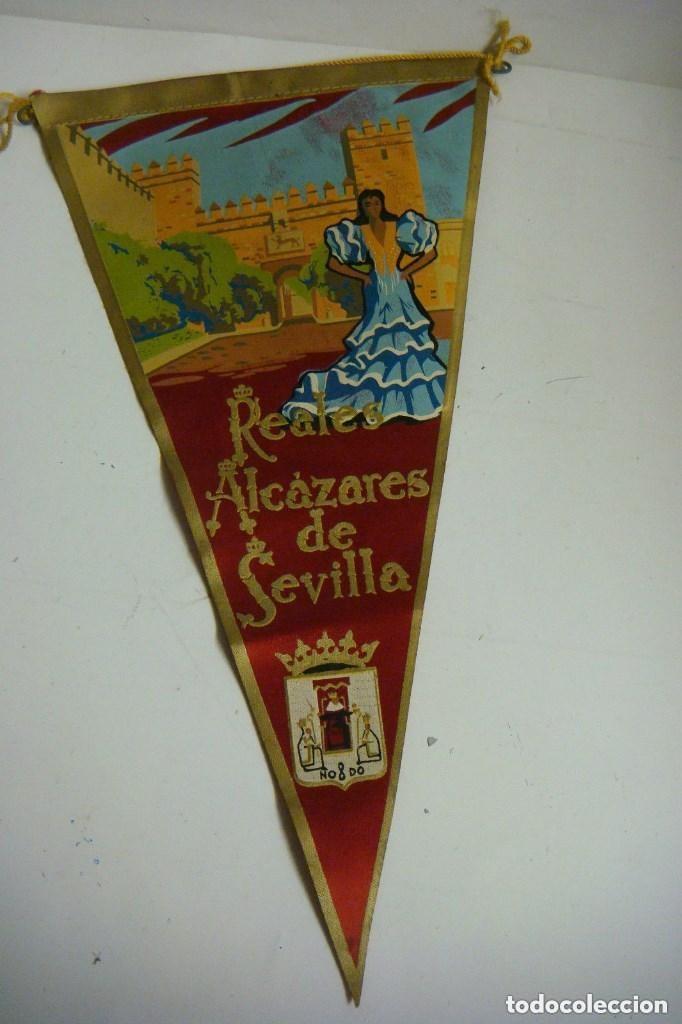 Reales
Alcázares
de
Sevilla
NO8DO
todocoleccion